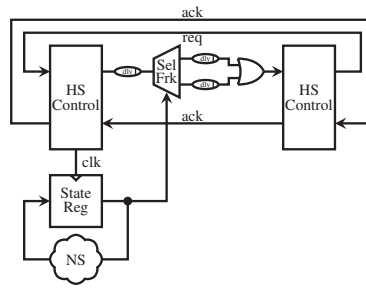 ack
req
HS
Control
dly
Sel
Frk
dly
dly
HS
Control
ack
clk
State
Reg
NS